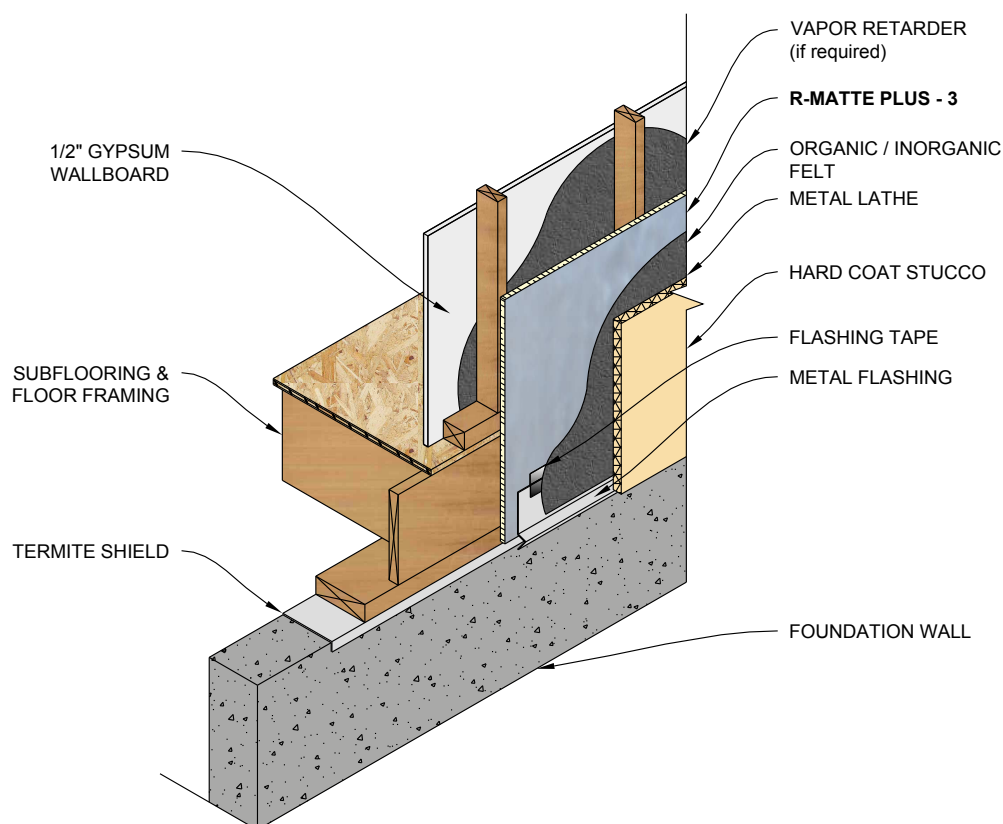 VAPOR RETARDER
(if required)
R-MATTE PLUS - 3
1/2" GYPSUM
WALLBOARD
ORGANIC / INORGANIC
FELT
METAL LATHE
HARD COAT STUCCO
FLASHING TAPE
SUBFLOORING &
FLOOR FRAMING
METAL FLASHING
TERMITE SHIELD
FOUNDATION WALL